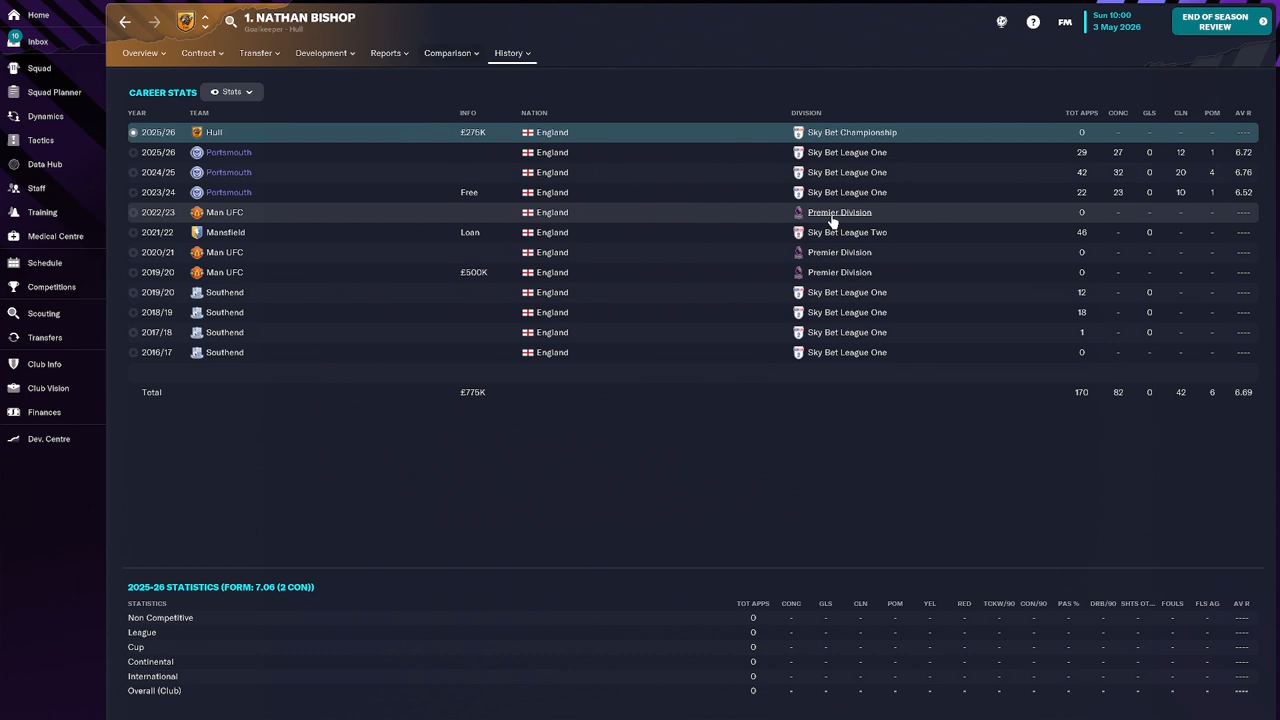 Home
10
Inbox
Squad
Squad Planner
Dynamics
Tactics
Data Hub
Staff
Training
Medical Centre
Schedule
Competitions
Scouting
Transfers
Club Info
Club Vision
Finances
Dev. Centre
1. NATHAN BISHOP
Goalkeeper - Hull
? FM Sun 10:00
3 May 2026
END OF SEASON
REVIEW
Overview Contract Transfer Development Reports Comparison History
CAREER STATS Stats
YEAR TEAM INFO NATION DIVISION TOT APPS CONC GLS CLN POM AV R
2025/26 Hull £275K England Sky Bet Championship 0 - - - - ----
2025/26 Portsmouth England Sky Bet League One 29 27 0 12 1 6.72
2024/25 Portsmouth England Sky Bet League One 42 32 0 20 4 6.76
2023/24 Portsmouth Free England Sky Bet League One 22 23 0 10 1 6.52
2022/23 Man UFC England Premier Division 0 - - - - ----
2021/22 Mansfield Loan England Sky Bet League Two 46 - 0 - - ----
2020/21 Man UFC England Premier Division 0 - - - - ----
2019/20 Man UFC £500K England Premier Division 0 - - - - ----
2019/20 Southend England Sky Bet League One 12 - 0 - - ----
2018/19 Southend England Sky Bet League One 18 - 0 - - ----
2017/18 Southend England Sky Bet League One 1 - 0 - - ----
2016/17 Southend England Sky Bet League One 0 - - - - ----
Total £775K 170 82 0 42 6 6.69
2025-26 STATISTICS (FORM: 7.06 (2 CON))
STATISTICS TOT APPS CONC GLS CLN POM YEL RED TCKW/90 CON/90 PAS % DRB/90 SHTS OT... FOULS FLS AG AV R
Non Competitive 0 - - - - - - - - - - - - - ----
League 0 - - - - - - - - - - - - - ----
Cup 0 - - - - - - - - - - - - - ----
Continental 0 - - - - - - - - - - - - - ----
International 0 - - - - - - - - - - - - - ----
Overall (Club) 0 - - - - - - - - - - - - - ----